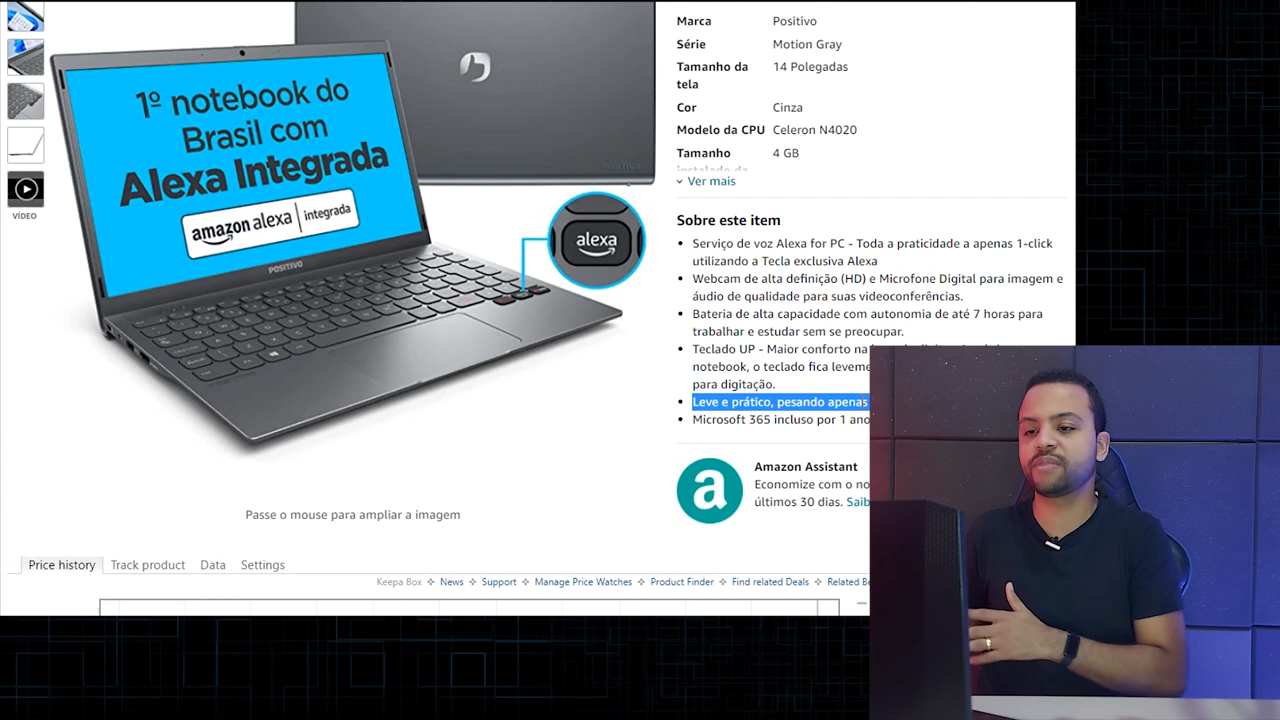 1º notebook do
Brasil com
Alexa Integrada
amazon alexa | integrada
POSITIVO
alexa
VÍDEO
Passe o mouse para ampliar a imagem
Marca Positivo
Série Motion Gray
Tamanho da tela 14 Polegadas
Cor Cinza
Modelo da CPU Celeron N4020
Tamanho 4 GB
Ver mais
Sobre este item
Serviço de voz Alexa for PC - Toda a praticidade a apenas 1-click
utilizando a Tecla exclusiva Alexa
Webcam de alta definição (HD) e Microfone Digital para imagem e
áudio de qualidade para suas videoconferências.
Bateria de alta capacidade com autonomia de até 7 horas para
trabalhar e estudar sem se preocupar.
Teclado UP - Maior conforto na
notebook, o teclado fica leveme
para digitação.
Leve e prático, pesando apenas
Microsoft 365 incluso por 1 ano
a
Amazon Assistant
Economize com o no
últimos 30 dias. Saib
Price history Track product Data Settings
Keepa Box News Support Manage Price Watches Product Finder Find related Deals Related Be